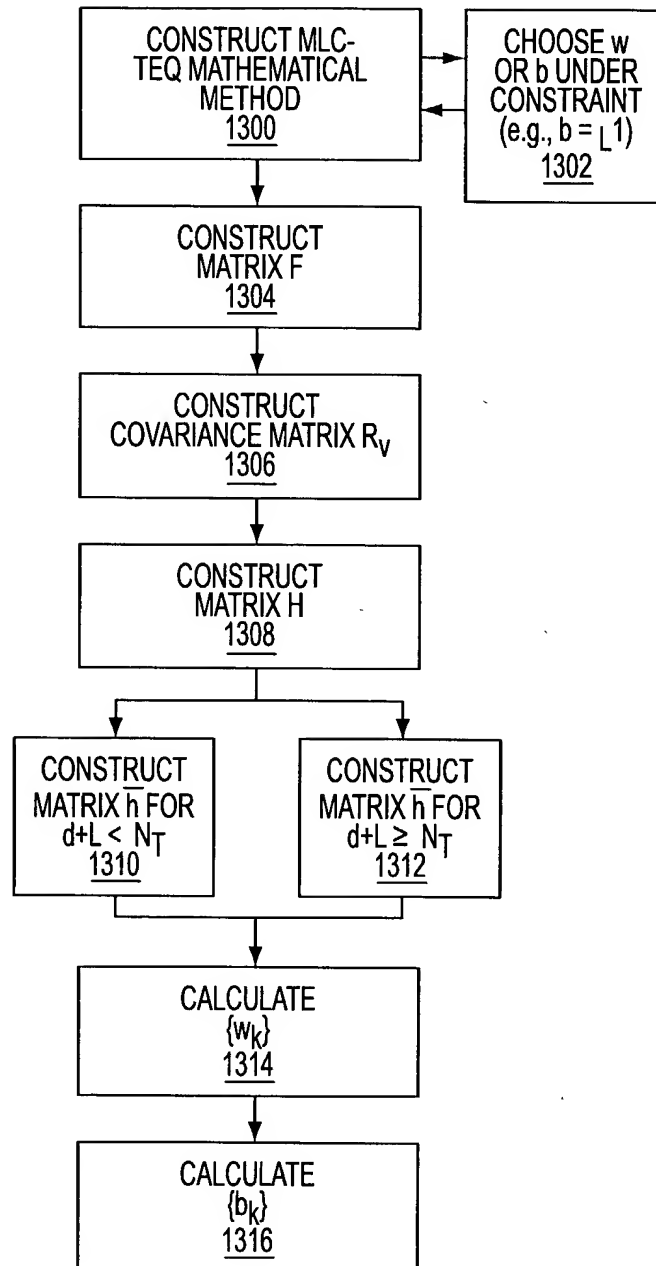 CONSTRUCT MLC-
TEQ MATHEMATICAL
METHOD
1300
CHOOSE w
OR b UNDER
CONSTRAINT
(e.g., b = L1)
1302
CONSTRUCT
MATRIX F
1304
CONSTRUCT
COVARIANCE MATRIX RV
1306
CONSTRUCT
MATRIX H
1308
CONSTRUCT
MATRIX h̅ FOR
d+L < NT
1310
CONSTRUCT
MATRIX h̅ FOR
d+L ≥ NT
1312
CALCULATE
{wk}
1314
CALCULATE
{bk}
1316